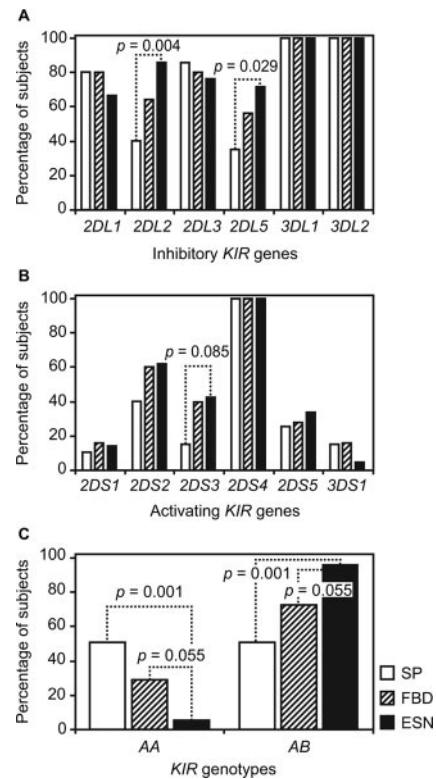 A
Percentage of subjects
100
80
60
40
20
0
p = 0.004
p = 0.029
2DL1 2DL2 2DL3 2DL5 3DL1 3DL2
Inhibitory KIR genes
B
Percentage of subjects
100
80
60
40
20
0
p = 0.085
2DS1 2DS2 2DS3 2DS4 2DS5 3DS1
Activating KIR genes
C
Percentage of subjects
100
80
60
40
20
0
p = 0.001
p = 0.055
p = 0.001
p = 0.055
AA AB
KIR genotypes
SP
FBD
ESN